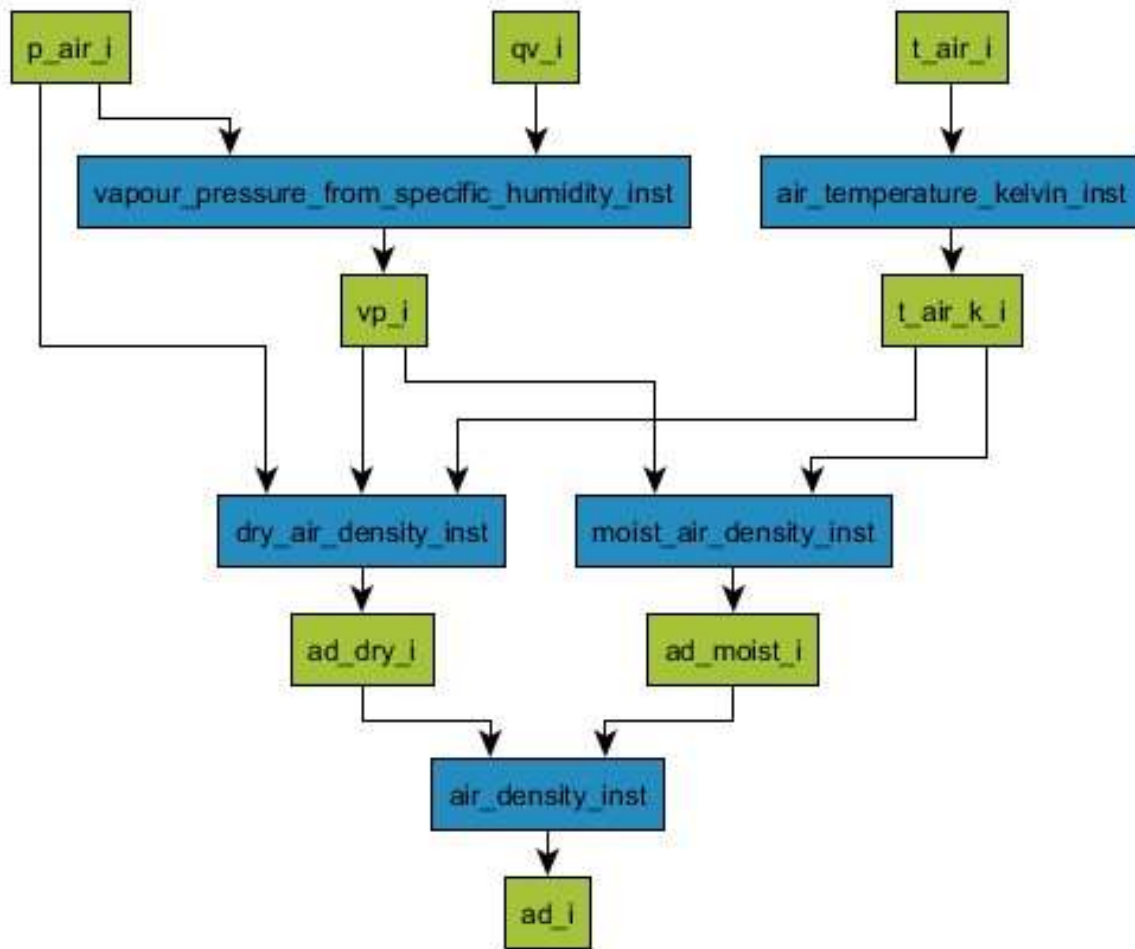 p_air_i
qv_i
t_air_i
vapour_pressure_from_specific_humidity_inst
air_temperature_kelvin_inst
vp_i
t_air_k_i
dry_air_density_inst
moist_air_density_inst
ad_dry_i
ad_moist_i
air_density_inst
ad_i